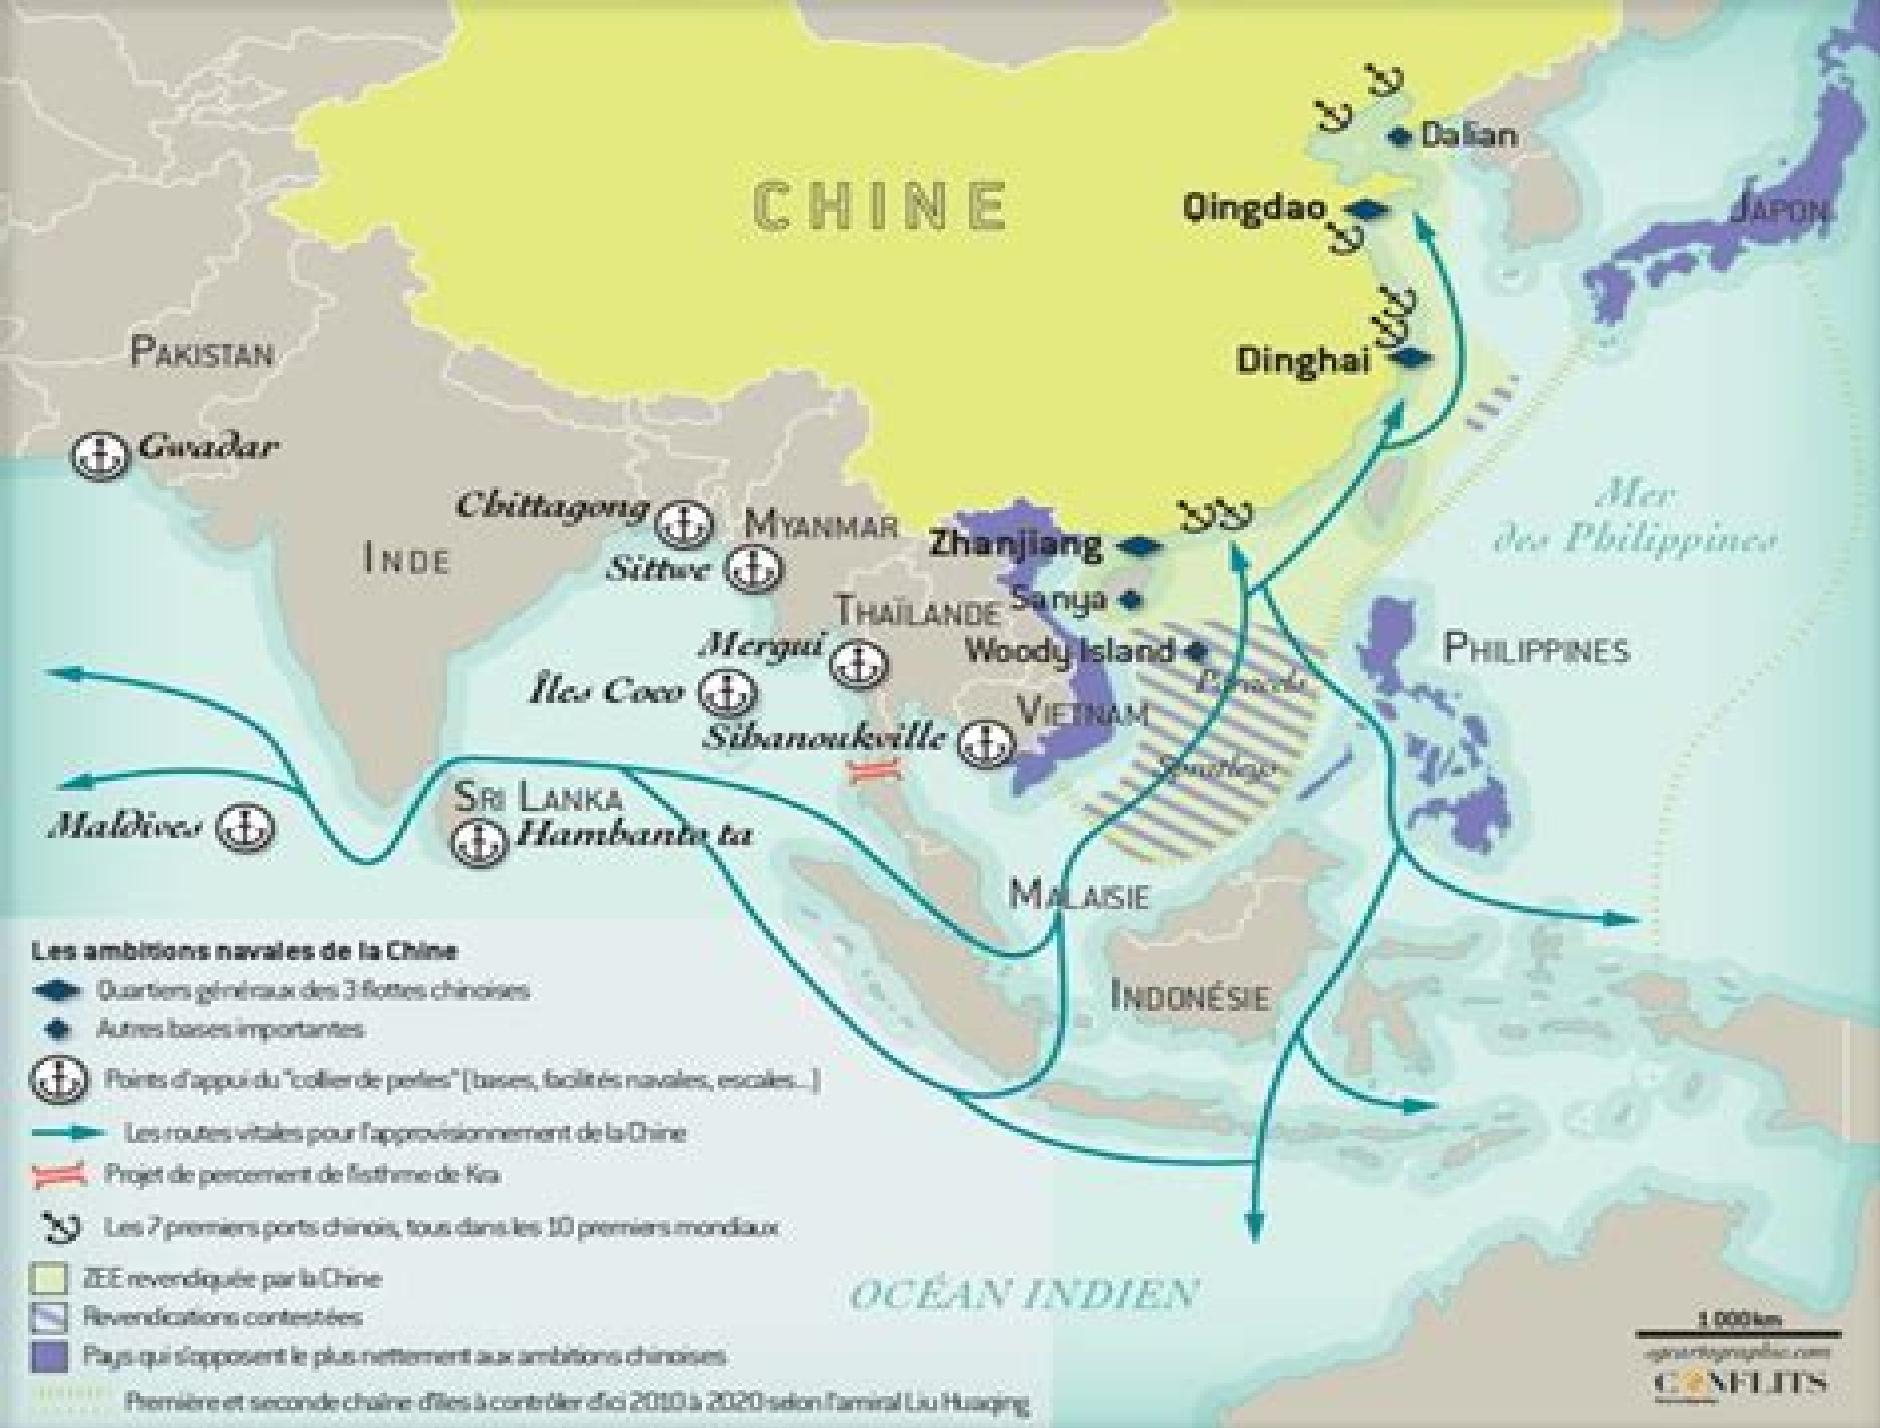 CHINE
Dalian
Qingdao
JAPON
Dinghai
PAKISTAN
Gwadar
Chittagong
MYANMAR
Zhanjiang
Mer
des Philippines
INDE
Sittwe
THAÏLANDE
Sanya
Mergui
Woody Island
PHILIPPINES
Paracels
Îles Coco
VIETNAM
Sihanoukville
Spratleys
SRI LANKA
Maldives
Hambanto ta
MALAISIE
INDONÉSIE
Les ambitions navales de la Chine
Quartiers généraux des 3 flottes chinoises
Autres bases importantes
Points d'appui du "collier de perles" [bases, facilités navales, escales...]
Les routes vitales pour l'approvisionnement de la Chine
Projet de percement de l'isthme de Kra
Les 7 premiers ports chinois, tous dans les 10 premiers mondiaux
ZEE revendiquée par la Chine
Revendications contestées
Pays qui s'opposent le plus nettement aux ambitions chinoises
Première et seconde chaîne d'îles à contrôler d'ici 2010 à 2020 selon l'amiral Liu Huaqing
OCÉAN INDIEN
1 000 km
CONFLITS